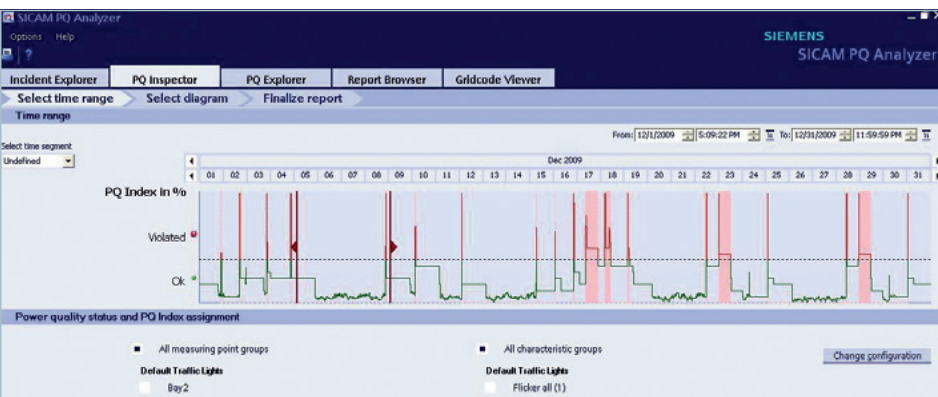 SICAM PQ Analyzer
Options Help
SIEMENS
SICAM PQ Analyzer
?
Incident Explorer PQ Inspector PQ Explorer Report Browser Gridcode Viewer
Select time range Select diagram Finalize report
Time range
From: 12/1/2009 5:09:22 PM To: 12/31/2009 11:59:59 PM
Select time segment
Undefined
Dec 2009
01 02 03 04 05 06 07 08 09 10 11 12 13 14 15 16 17 18 19 20 21 22 23 24 25 26 27 28 29 30 31
PQ Index in %
Violated
Ok
Power quality status and PQ Index assignment
All measuring point groups All characteristic groups
Change configuration
Default Traffic Lights Default Traffic Lights
Bay2 Flicker all (1)